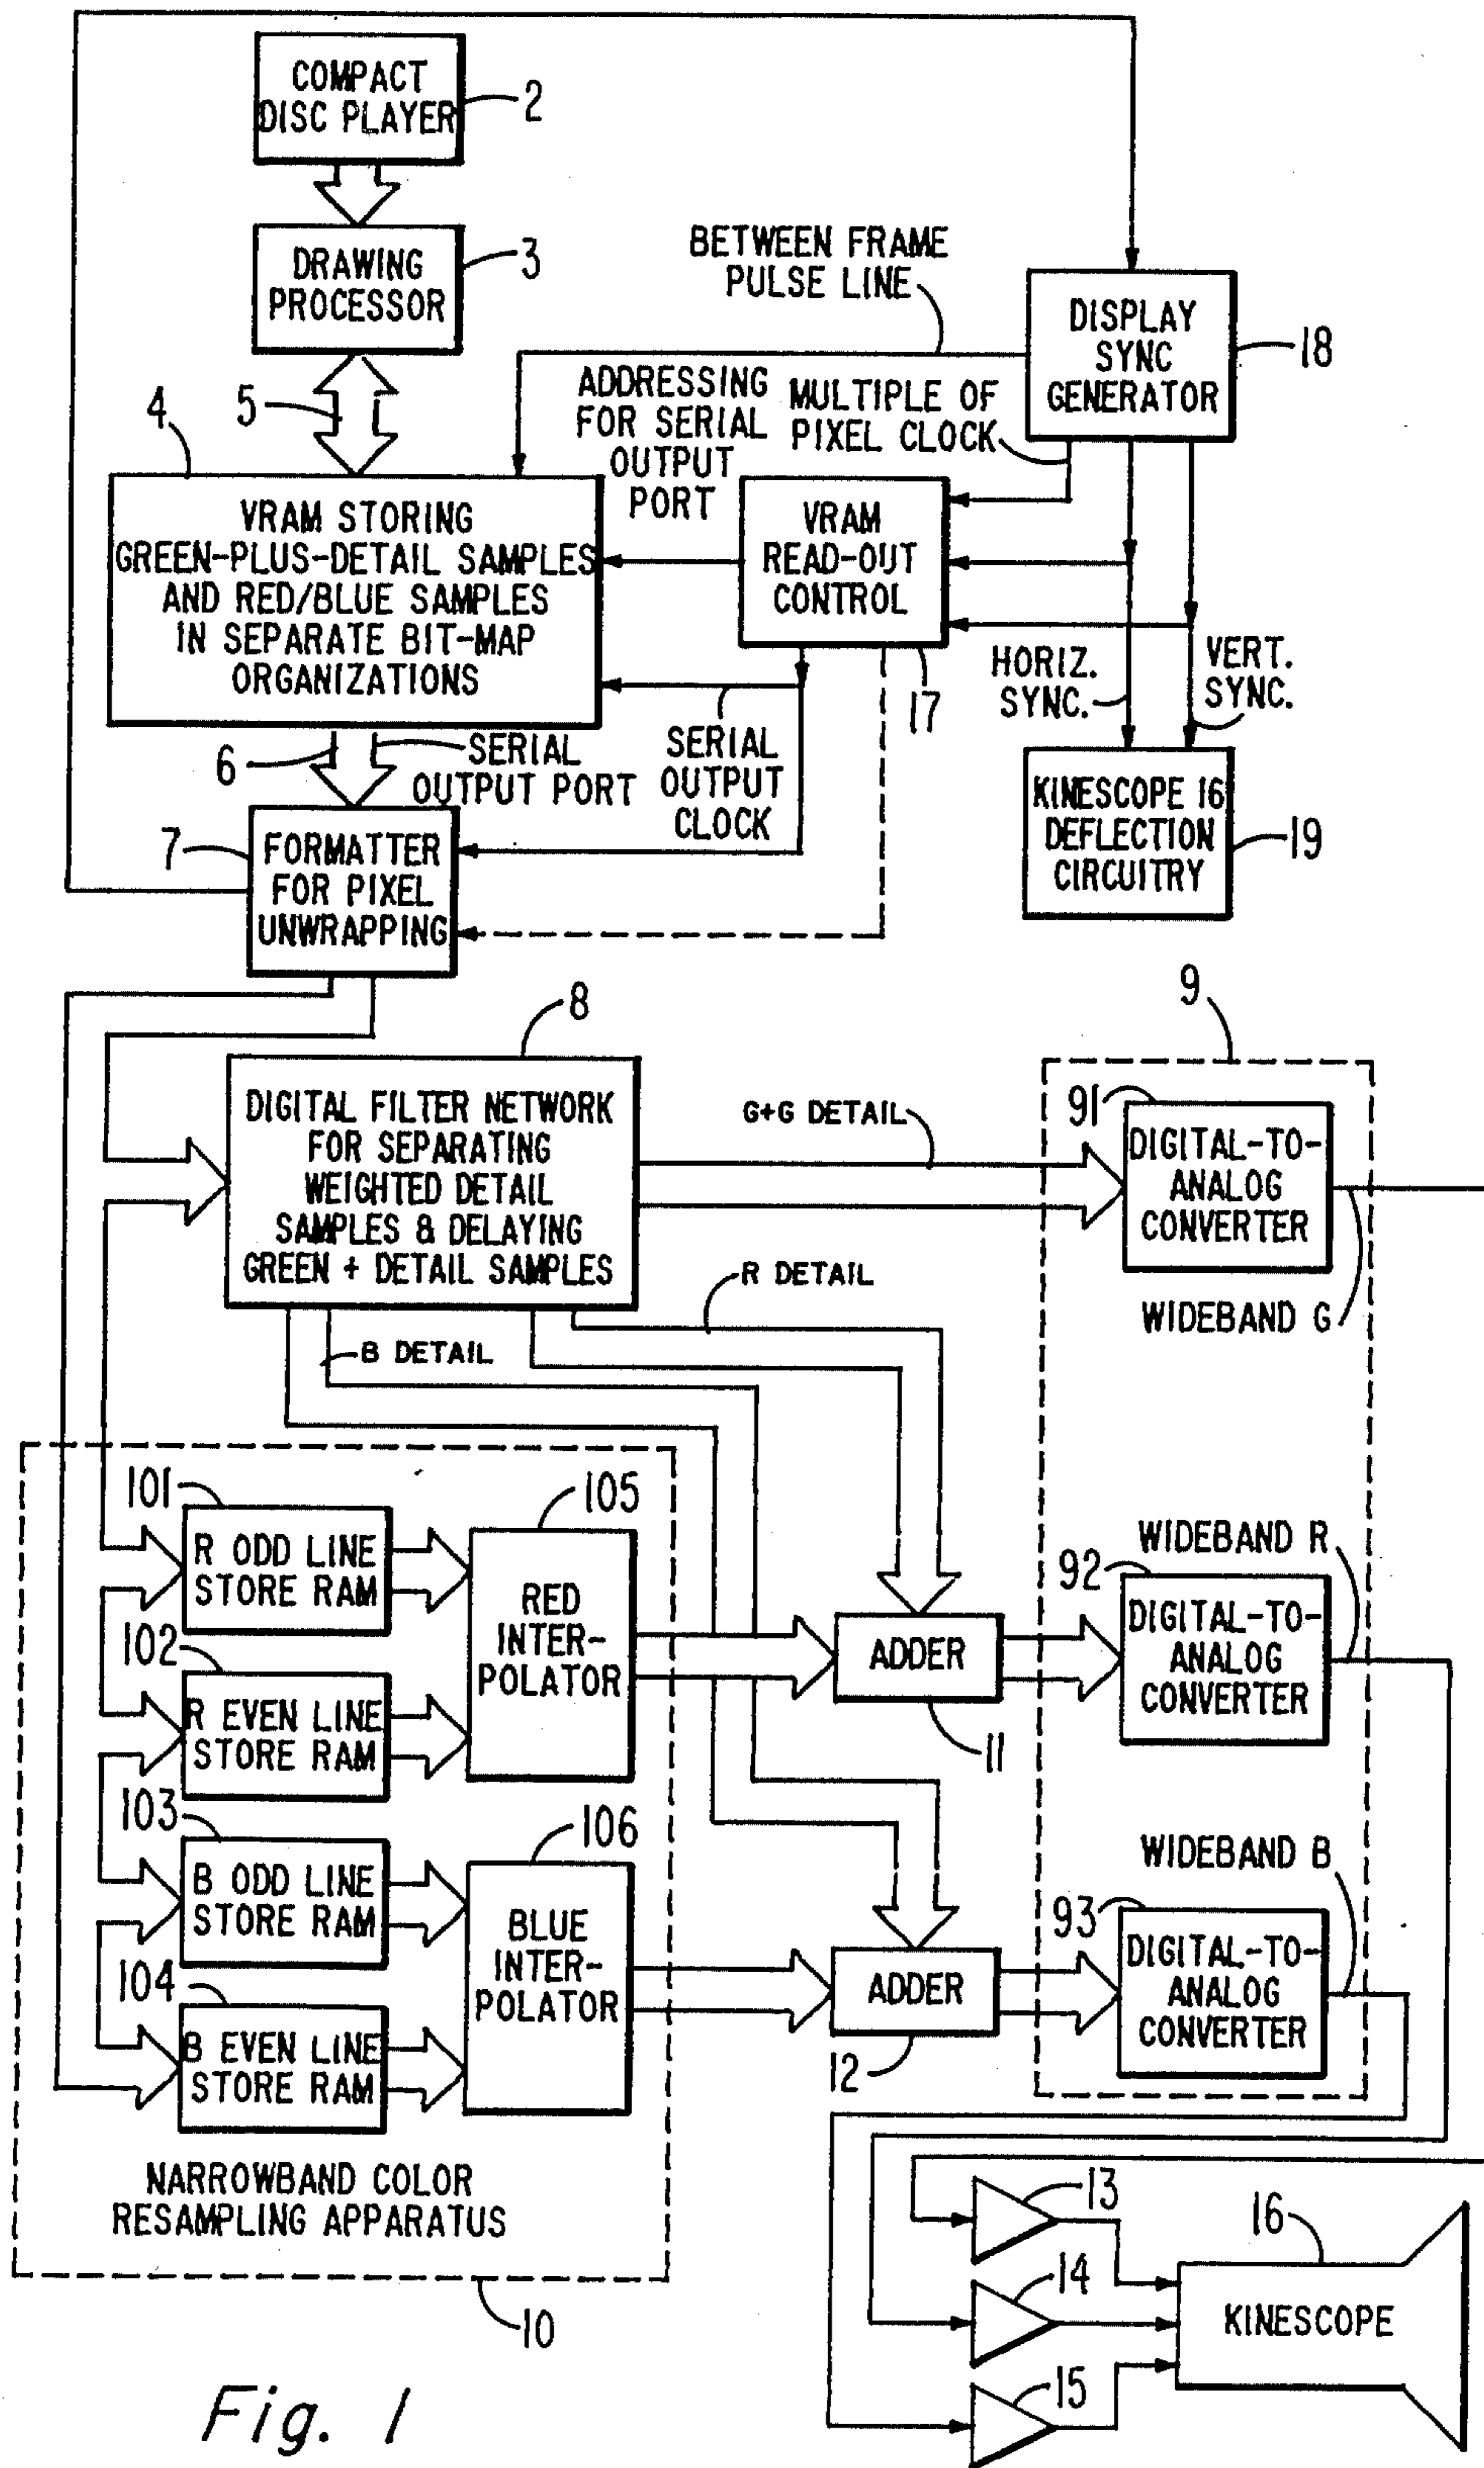 COMPACT
DISC PLAYER
2
DRAWING
PROCESSOR
3
BETWEEN FRAME
PULSE LINE
DISPLAY
SYNC
GENERATOR
18
4
5
ADDRESSING
FOR SERIAL
OUTPUT
PORT
MULTIPLE OF
PIXEL CLOCK
VRAM STORING
GREEN-PLUS-DETAIL SAMPLES
AND RED/BLUE SAMPLES
IN SEPARATE BIT-MAP
ORGANIZATIONS
VRAM
READ-OUT
CONTROL
17
HORIZ.
SYNC.
VERT.
SYNC.
6
SERIAL
OUTPUT PORT
SERIAL
OUTPUT
CLOCK
KINESCOPE 16
DEFLECTION
CIRCUITRY
19
7
FORMATTER
FOR PIXEL
UNWRAPPING
8
9
DIGITAL FILTER NETWORK
FOR SEPARATING
WEIGHTED DETAIL
SAMPLES & DELAYING
GREEN + DETAIL SAMPLES
G+G DETAIL
91
DIGITAL-TO-
ANALOG
CONVERTER
WIDEBAND G
R DETAIL
B DETAIL
101
R ODD LINE
STORE RAM
105
RED
INTER-
POLATOR
102
R EVEN LINE
STORE RAM
ADDER
11
WIDEBAND R
92
DIGITAL-TO-
ANALOG
CONVERTER
103
B ODD LINE
STORE RAM
106
BLUE
INTER-
POLATOR
104
B EVEN LINE
STORE RAM
ADDER
12
WIDEBAND B
93
DIGITAL-TO-
ANALOG
CONVERTER
NARROWBAND COLOR
RESAMPLING APPARATUS
10
13
14
15
16
KINESCOPE
Fig. 1